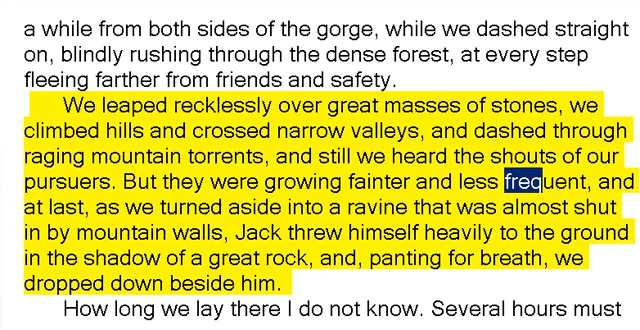 a while from both sides of the gorge, while we dashed straight
on, blindly rushing through the dense forest, at every step
fleeing farther from friends and safety.
We leaped recklessly over great masses of stones, we
climbed hills and crossed narrow valleys, and dashed through
raging mountain torrents, and still we heard the shouts of our
pursuers. But they were growing fainter and less frequent, and
at last, as we turned aside into a ravine that was almost shut
in by mountain walls, Jack threw himself heavily to the ground
in the shadow of a great rock, and, panting for breath, we
dropped down beside him.
How long we lay there I do not know. Several hours must